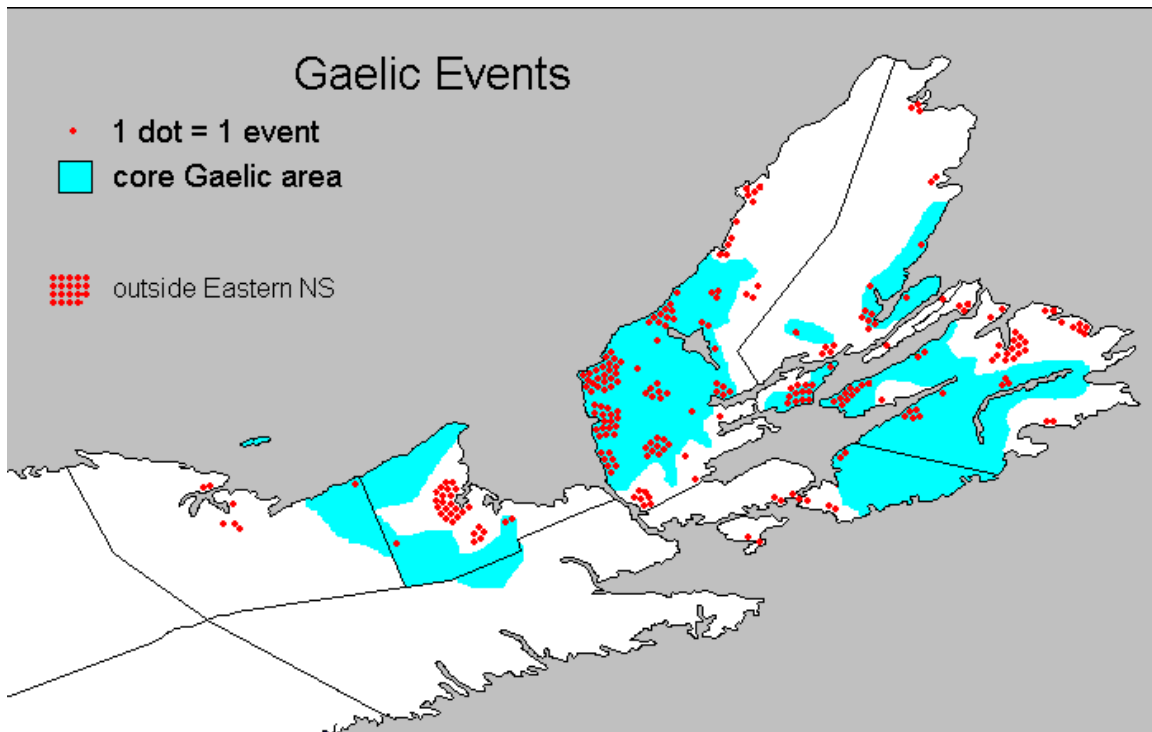 Gaelic Events
1 dot = 1 event
core Gaelic area
outside Eastern NS